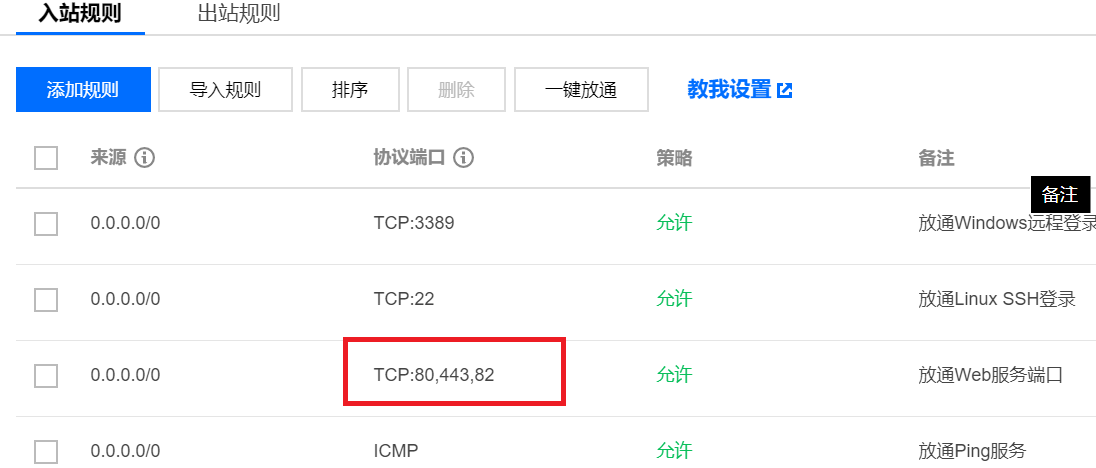 入站规则 出站规则
添加规则 导入规则 排序 删除 一键放通 教我设置
来源 协议端口 策略 备注
备注
0.0.0.0/0 TCP:3389 允许 放通Windows远程登录
0.0.0.0/0 TCP:22 允许 放通Linux SSH登录
0.0.0.0/0 TCP:80,443,82 允许 放通Web服务端口
0.0.0.0/0 ICMP 允许 放通Ping服务